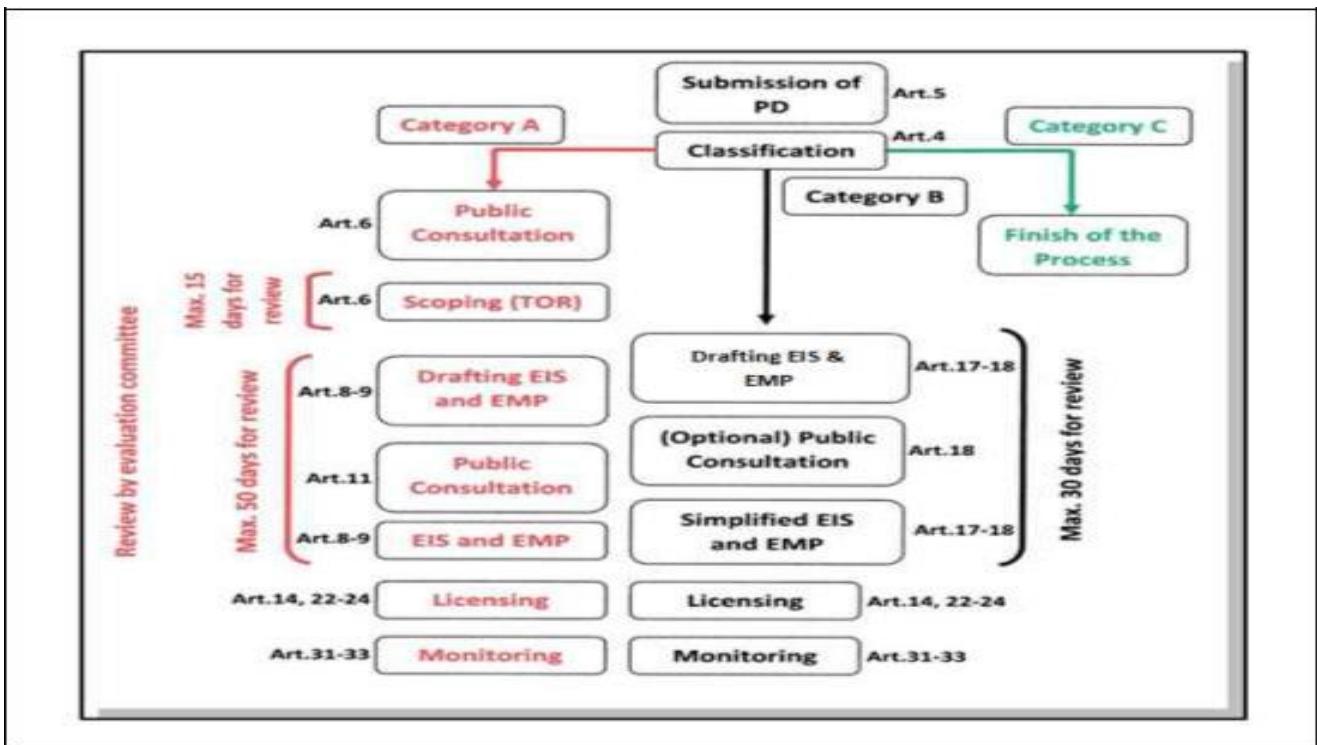 Submission of
PD
Art.5
Category A
Category C
Classification
Art.4
Category B
Public
Consultation
Art.6
Finish of the
Process
Max. 15
days for
review
Art.6
Scoping (TOR)
Review by evaluation committee
Max. 50 days for review
Art.8-9
Drafting EIS
and EMP
Drafting EIS &
EMP
Art.17-18
Max. 30 days for review
Art.11
Public
Consultation
(Optional) Public
Consultation
Art.18
Art.8-9
EIS and EMP
Simplified EIS
and EMP
Art.17-18
Art.14, 22-24
Licensing
Licensing
Art.14, 22-24
Art.31-33
Monitoring
Monitoring
Art.31-33